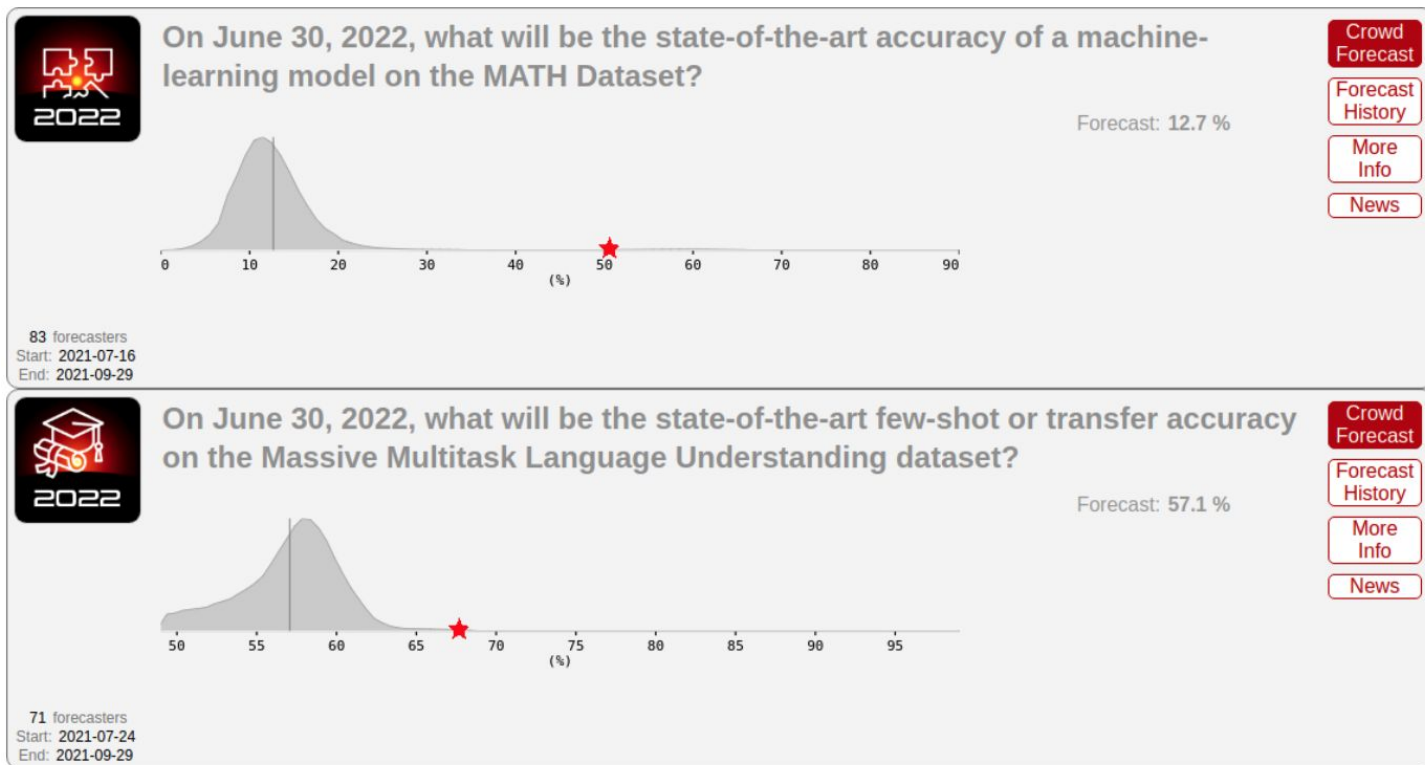 On June 30, 2022, what will be the state-of-the-art accuracy of a machine-
learning model on the MATH Dataset?
2022
Forecast: 12.7 %
Crowd
Forecast
Forecast
History
More
Info
News
0 10 20 30 40 50 60 70 80 90
(%)
83 forecasters
Start: 2021-07-16
End: 2021-09-29
On June 30, 2022, what will be the state-of-the-art few-shot or transfer accuracy
on the Massive Multitask Language Understanding dataset?
2022
Forecast: 57.1 %
Crowd
Forecast
Forecast
History
More
Info
News
50 55 60 65 70 75 80 85 90 95
(%)
71 forecasters
Start: 2021-07-24
End: 2021-09-29